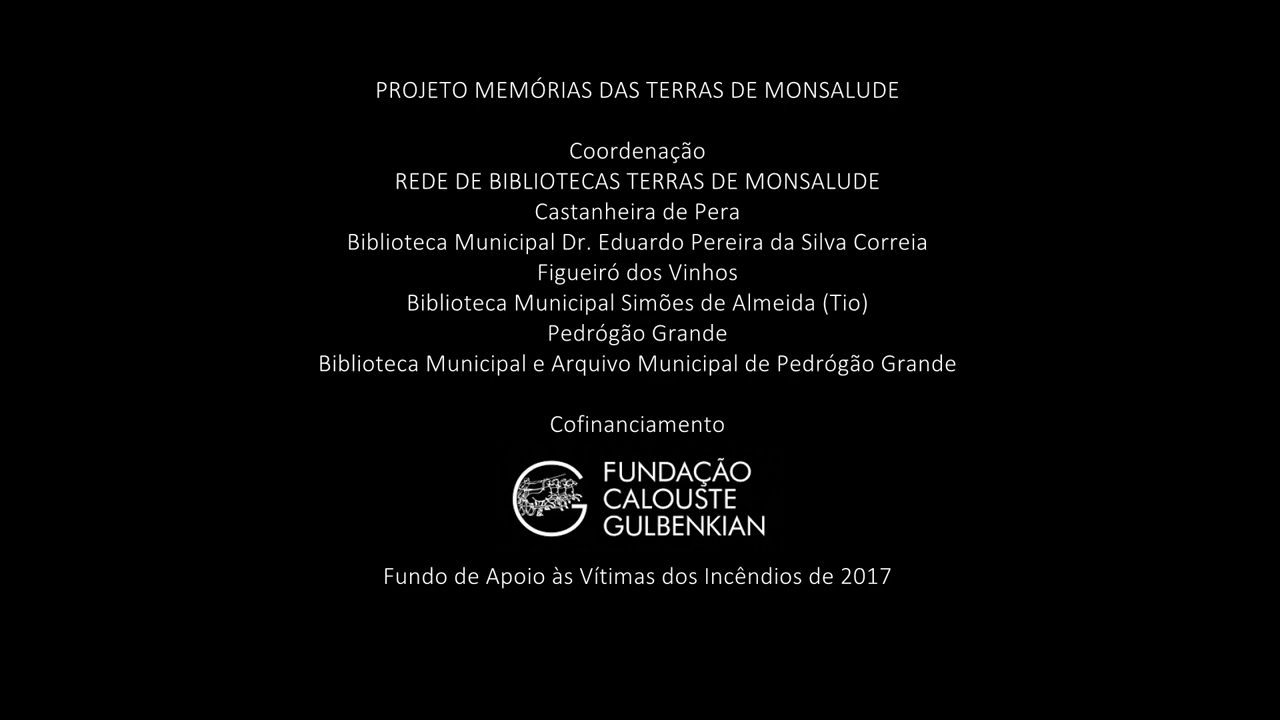 PROJETO MEMÓRIAS DAS TERRAS DE MONSALUDE
Coordenação
REDE DE BIBLIOTECAS TERRAS DE MONSALUDE
Castanheira de Pera
Biblioteca Municipal Dr. Eduardo Pereira da Silva Correia
Figueiró dos Vinhos
Biblioteca Municipal Simões de Almeida (Tio)
Pedrógão Grande
Biblioteca Municipal e Arquivo Municipal de Pedrógão Grande
Cofinanciamento
FUNDAÇÃO
CALOUSTE
GULBENKIAN
Fundo de Apoio às Vítimas dos Incêndios de 2017